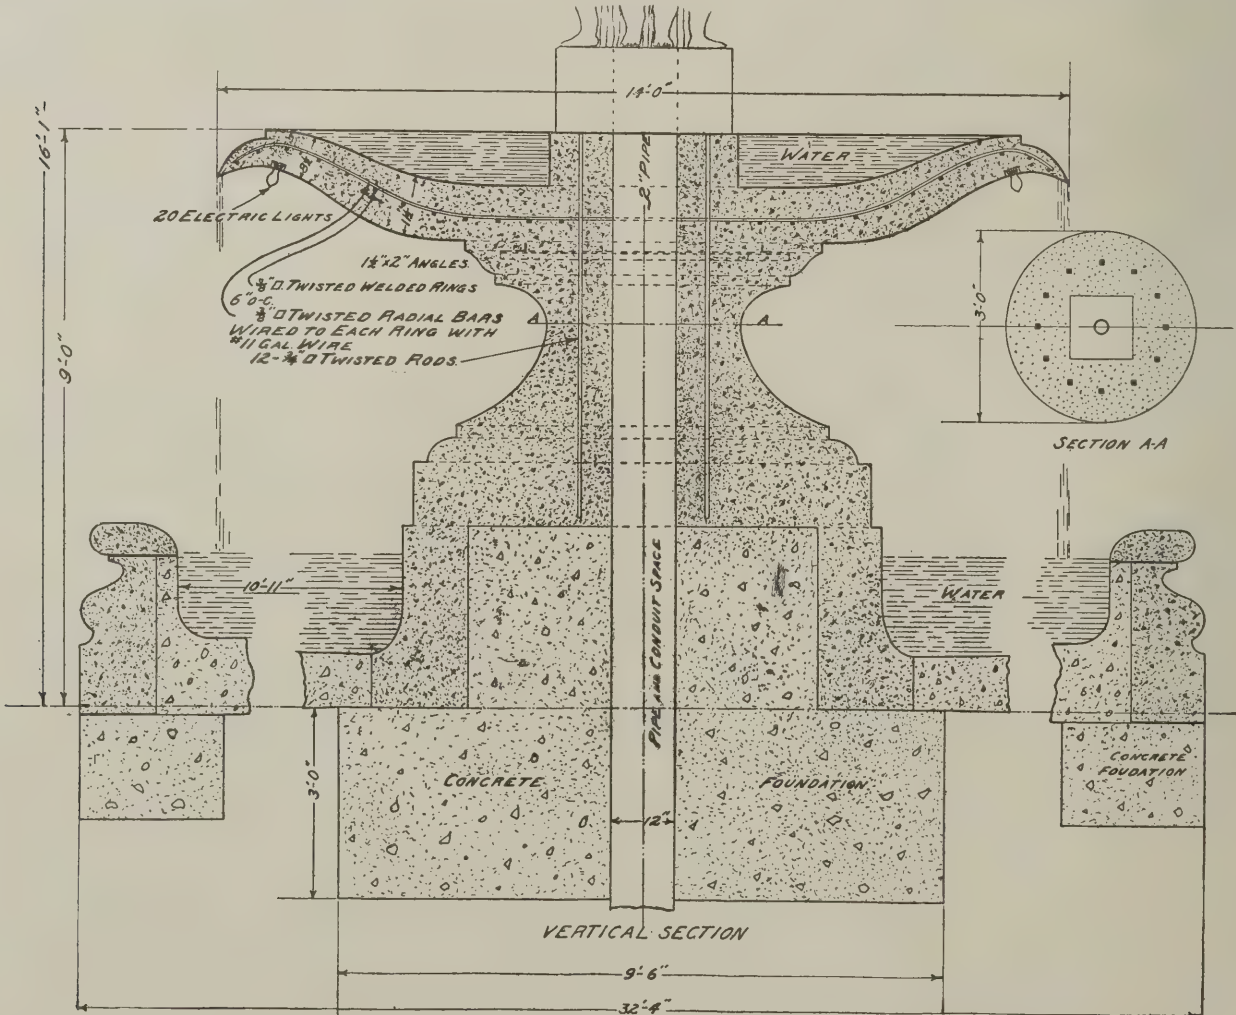 14'-0"
16'-1"
9'-0"
WATER
2" PIPE
20 ELECTRIC LIGHTS
1½"x2" ANGLES
⅜"□ TWISTED WELDED RINGS
6" O-C.
⅜"□ TWISTED RADIAL BARS
WIRED TO EACH RING WITH
#11 GAL. WIRE
12-¾"□ TWISTED RODS.
A
A
3'-0"
SECTION A-A
10'-11"
WATER
PIPE AND CONDUIT SPACE
3'-0"
CONCRETE
FOUNDATION
12"
CONCRETE
FOUDATION
VERTICAL SECTION
9'-6"
32'-4"